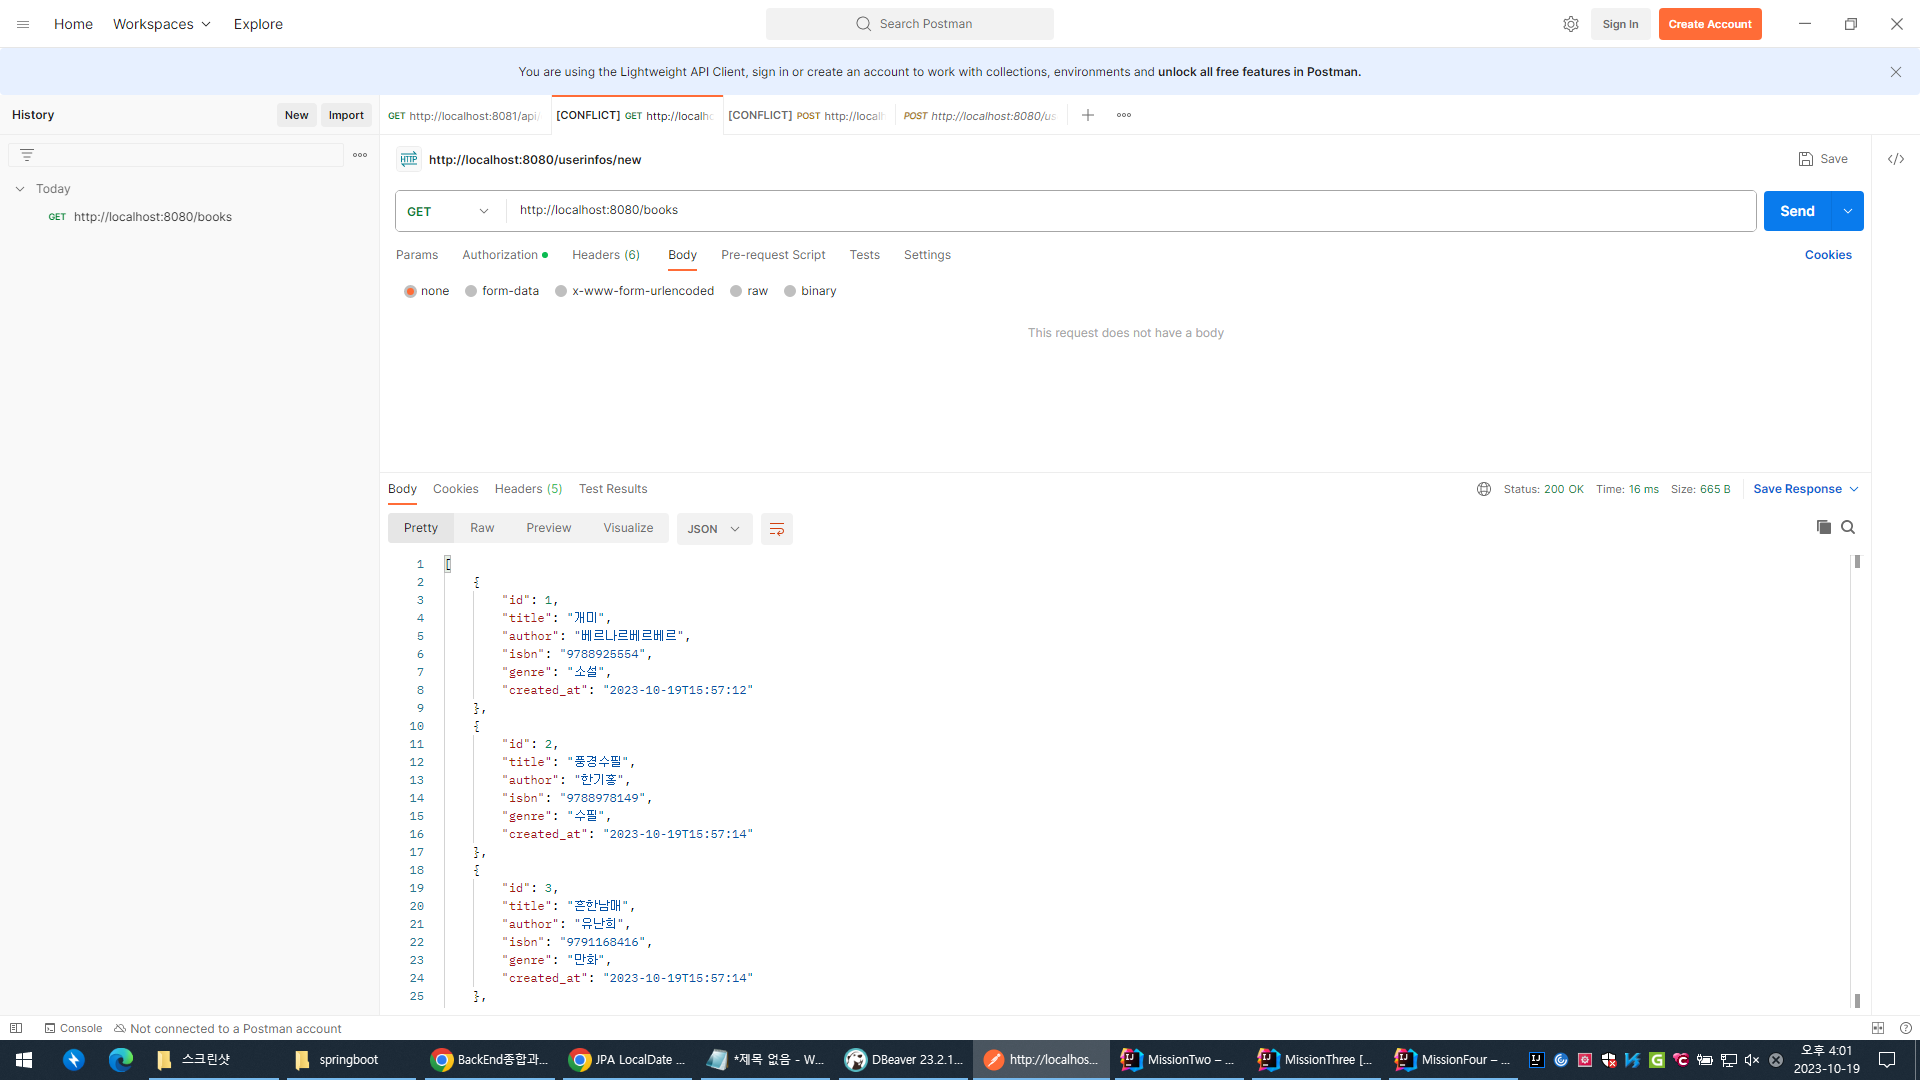 Home Workspaces Explore Search Postman Sign In Create Account
You are using the Lightweight API Client, sign in or create an account to work with collections, environments and unlock all free features in Postman.
History New Import GET http://localhost:8081/api/ [CONFLICT] GET http://localhc [CONFLICT] POST http://local POST http://localhost:8080/us
http://localhost:8080/userinfos/new Save
Today
GET http://localhost:8080/books
GET http://localhost:8080/books Send
Params Authorization Headers (6) Body Pre-request Script Tests Settings Cookies
none form-data x-www-form-urlencoded raw binary
This request does not have a body
Body Cookies Headers (5) Test Results Status: 200 OK Time: 16 ms Size: 665 B Save Response
Pretty Raw Preview Visualize JSON
1 [
2 {
3 "id": 1,
4 "title": "개미",
5 "author": "베르나르베르베르",
6 "isbn": "9788925554",
7 "genre": "소설",
8 "created_at": "2023-10-19T15:57:12"
9 },
10 {
11 "id": 2,
12 "title": "풍경수필",
13 "author": "한기홍",
14 "isbn": "9788978149",
15 "genre": "수필",
16 "created_at": "2023-10-19T15:57:14"
17 },
18 {
19 "id": 3,
20 "title": "흔한남매",
21 "author": "유난희",
22 "isbn": "9791168416",
23 "genre": "만화",
24 "created_at": "2023-10-19T15:57:14"
25 },
Console Not connected to a Postman account
스크린샷 springboot BackEnd종합과... JPA LocalDate ... *제목 없음 - W... DBeaver 23.2.1... http://localhos... MissionTwo – ... MissionThree [... MissionFour – ... 오후 4:01
2023-10-19